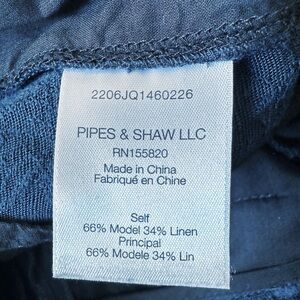 2206JQ1460226
PIPES & SHAW LLC
RN155820
Made in China
Fabriqué en Chine
Self
66% Model 34% Linen
Principal
66% Modele 34% Lin